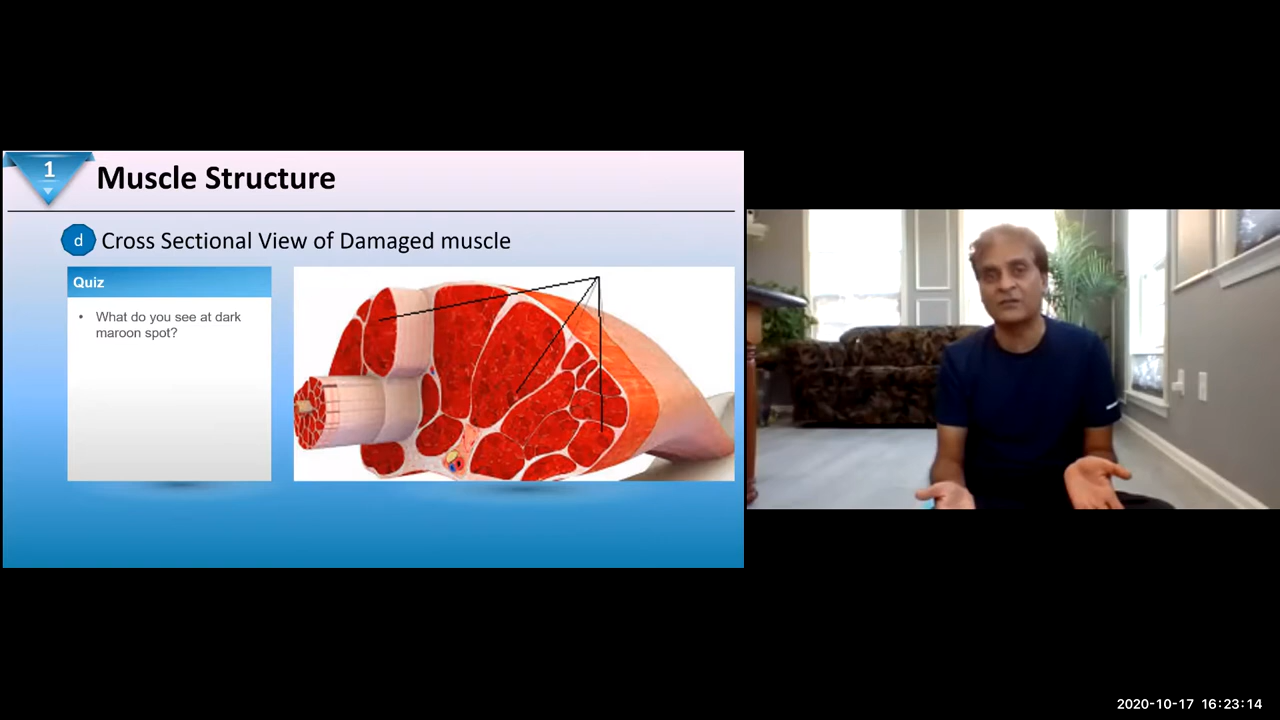 1
Muscle Structure
d
Cross Sectional View of Damaged muscle
Quiz
• What do you see at dark
maroon spot?
2020-10-17 16:23:14